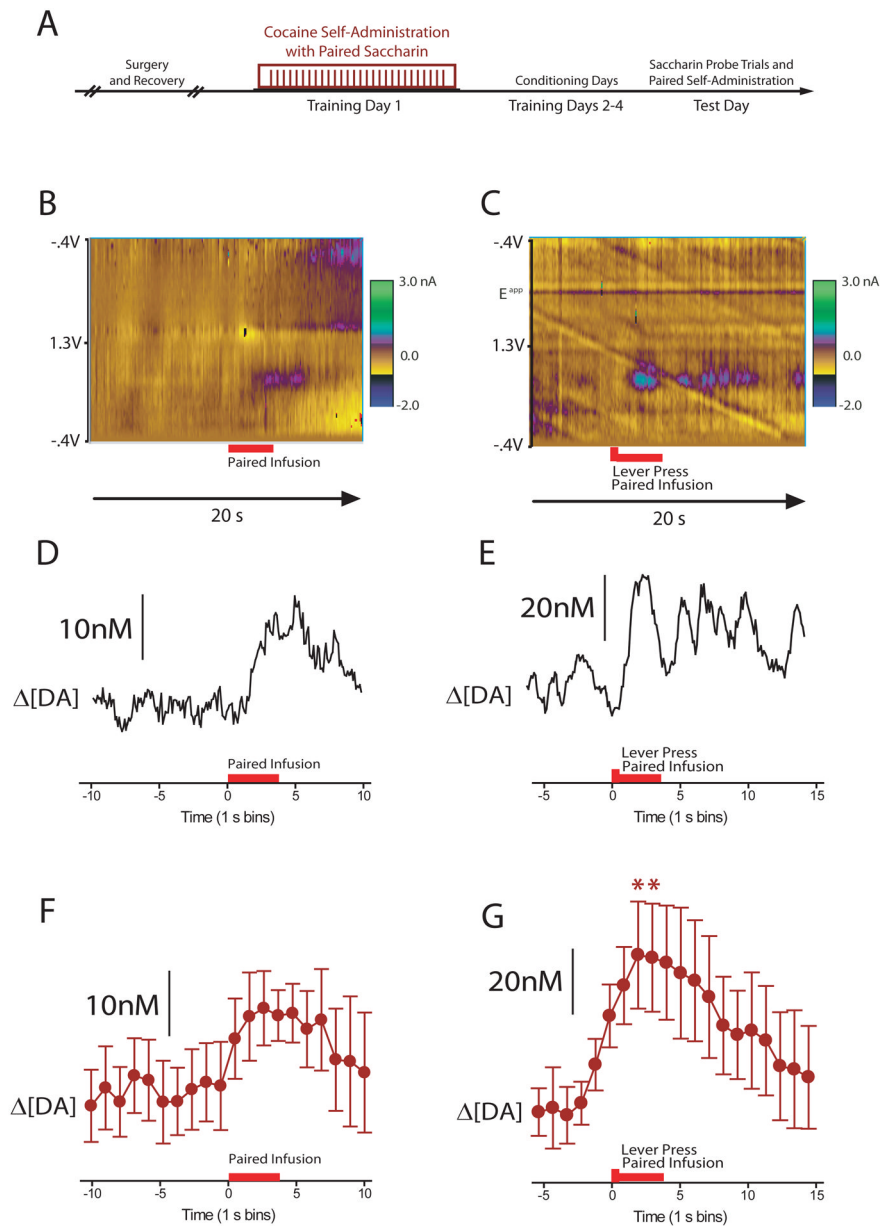 A
Cocaine Self-Administration
with Paired Saccharin
Surgery
and Recovery
Training Day 1
Conditioning Days
Training Days 2-4
Saccharin Probe Trials and
Paired Self-Administration
Test Day
B
-.4V
1.3V
-.4V
3.0 nA
0.0
-2.0
Paired Infusion
20 s
C
-.4V
E app
1.3V
-.4V
3.0 nA
0.0
-2.0
Lever Press
Paired Infusion
20 s
D
10nM
Δ[DA]
Paired Infusion
-10 -5 0 5 10
Time (1 s bins)
E
20nM
Δ[DA]
Lever Press
Paired Infusion
-5 0 5 10 15
Time (1 s bins)
F
10nM
Δ[DA]
Paired Infusion
-10 -5 0 5 10
Time (1 s bins)
G
**
20nM
Δ[DA]
Lever Press
Paired Infusion
-5 0 5 10 15
Time (1 s bins)